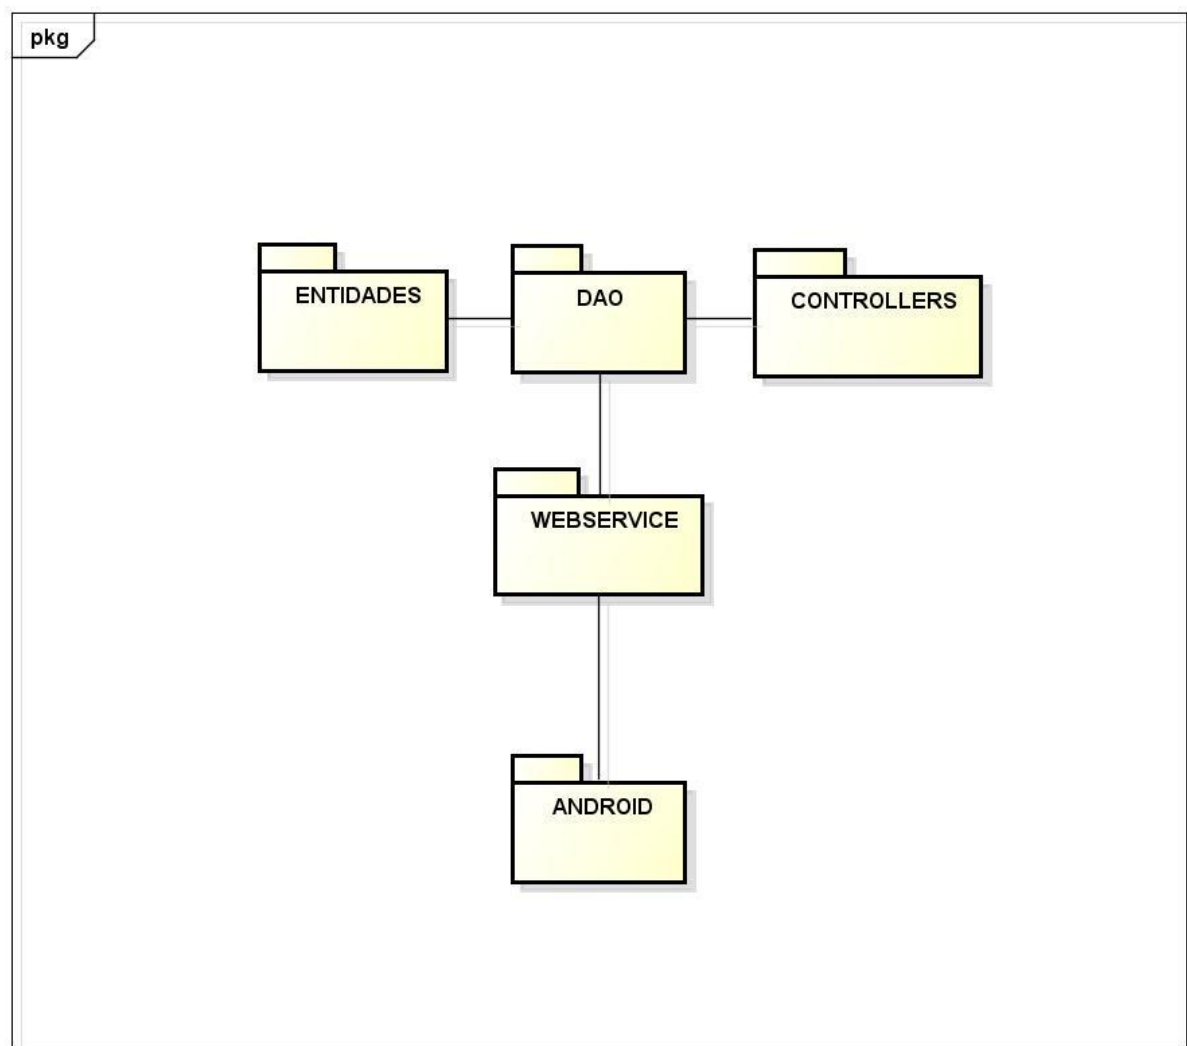 pkg
ENTIDADES
DAO
CONTROLLERS
WEBSERVICE
ANDROID